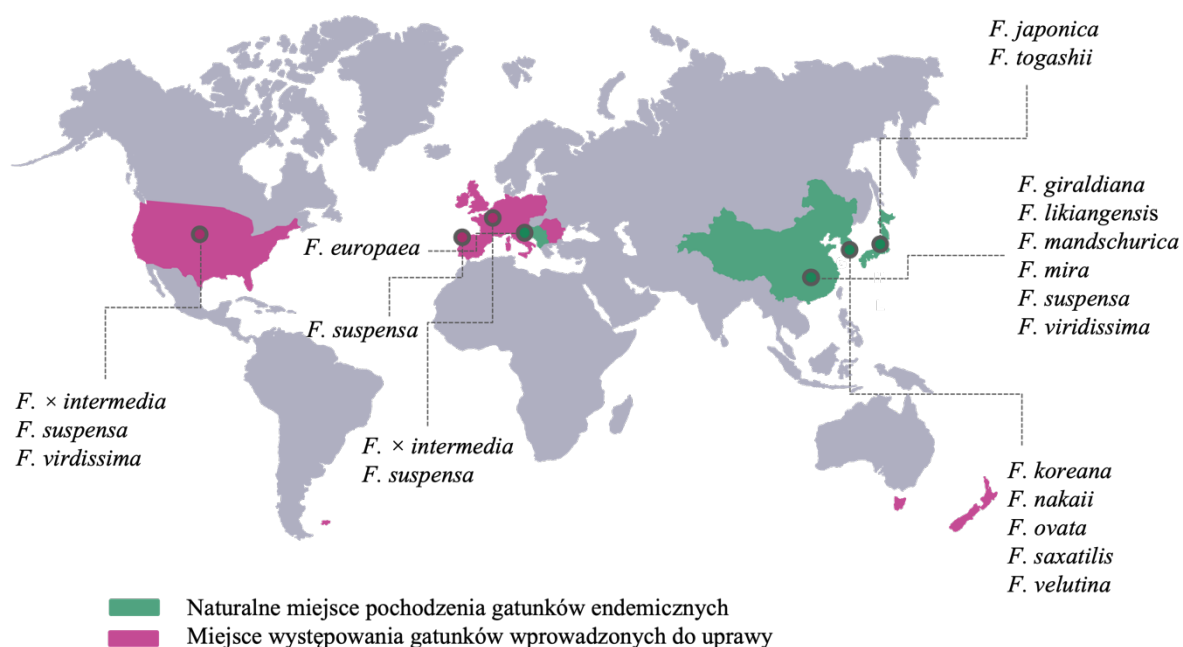 F. japonica
F. togashii
F. giraldiana
F. likiangensis
F. mandschurica
F. mira
F. suspensa
F. viridissima
F. europaea
F. suspensa
F. × intermedia
F. suspensa
F. virdissima
F. × intermedia
F. suspensa
F. koreana
F. nakaii
F. ovata
F. saxatilis
F. velutina
Naturalne miejsce pochodzenia gatunków endemicznych
Miejsce występowania gatunków wprowadzonych do uprawy